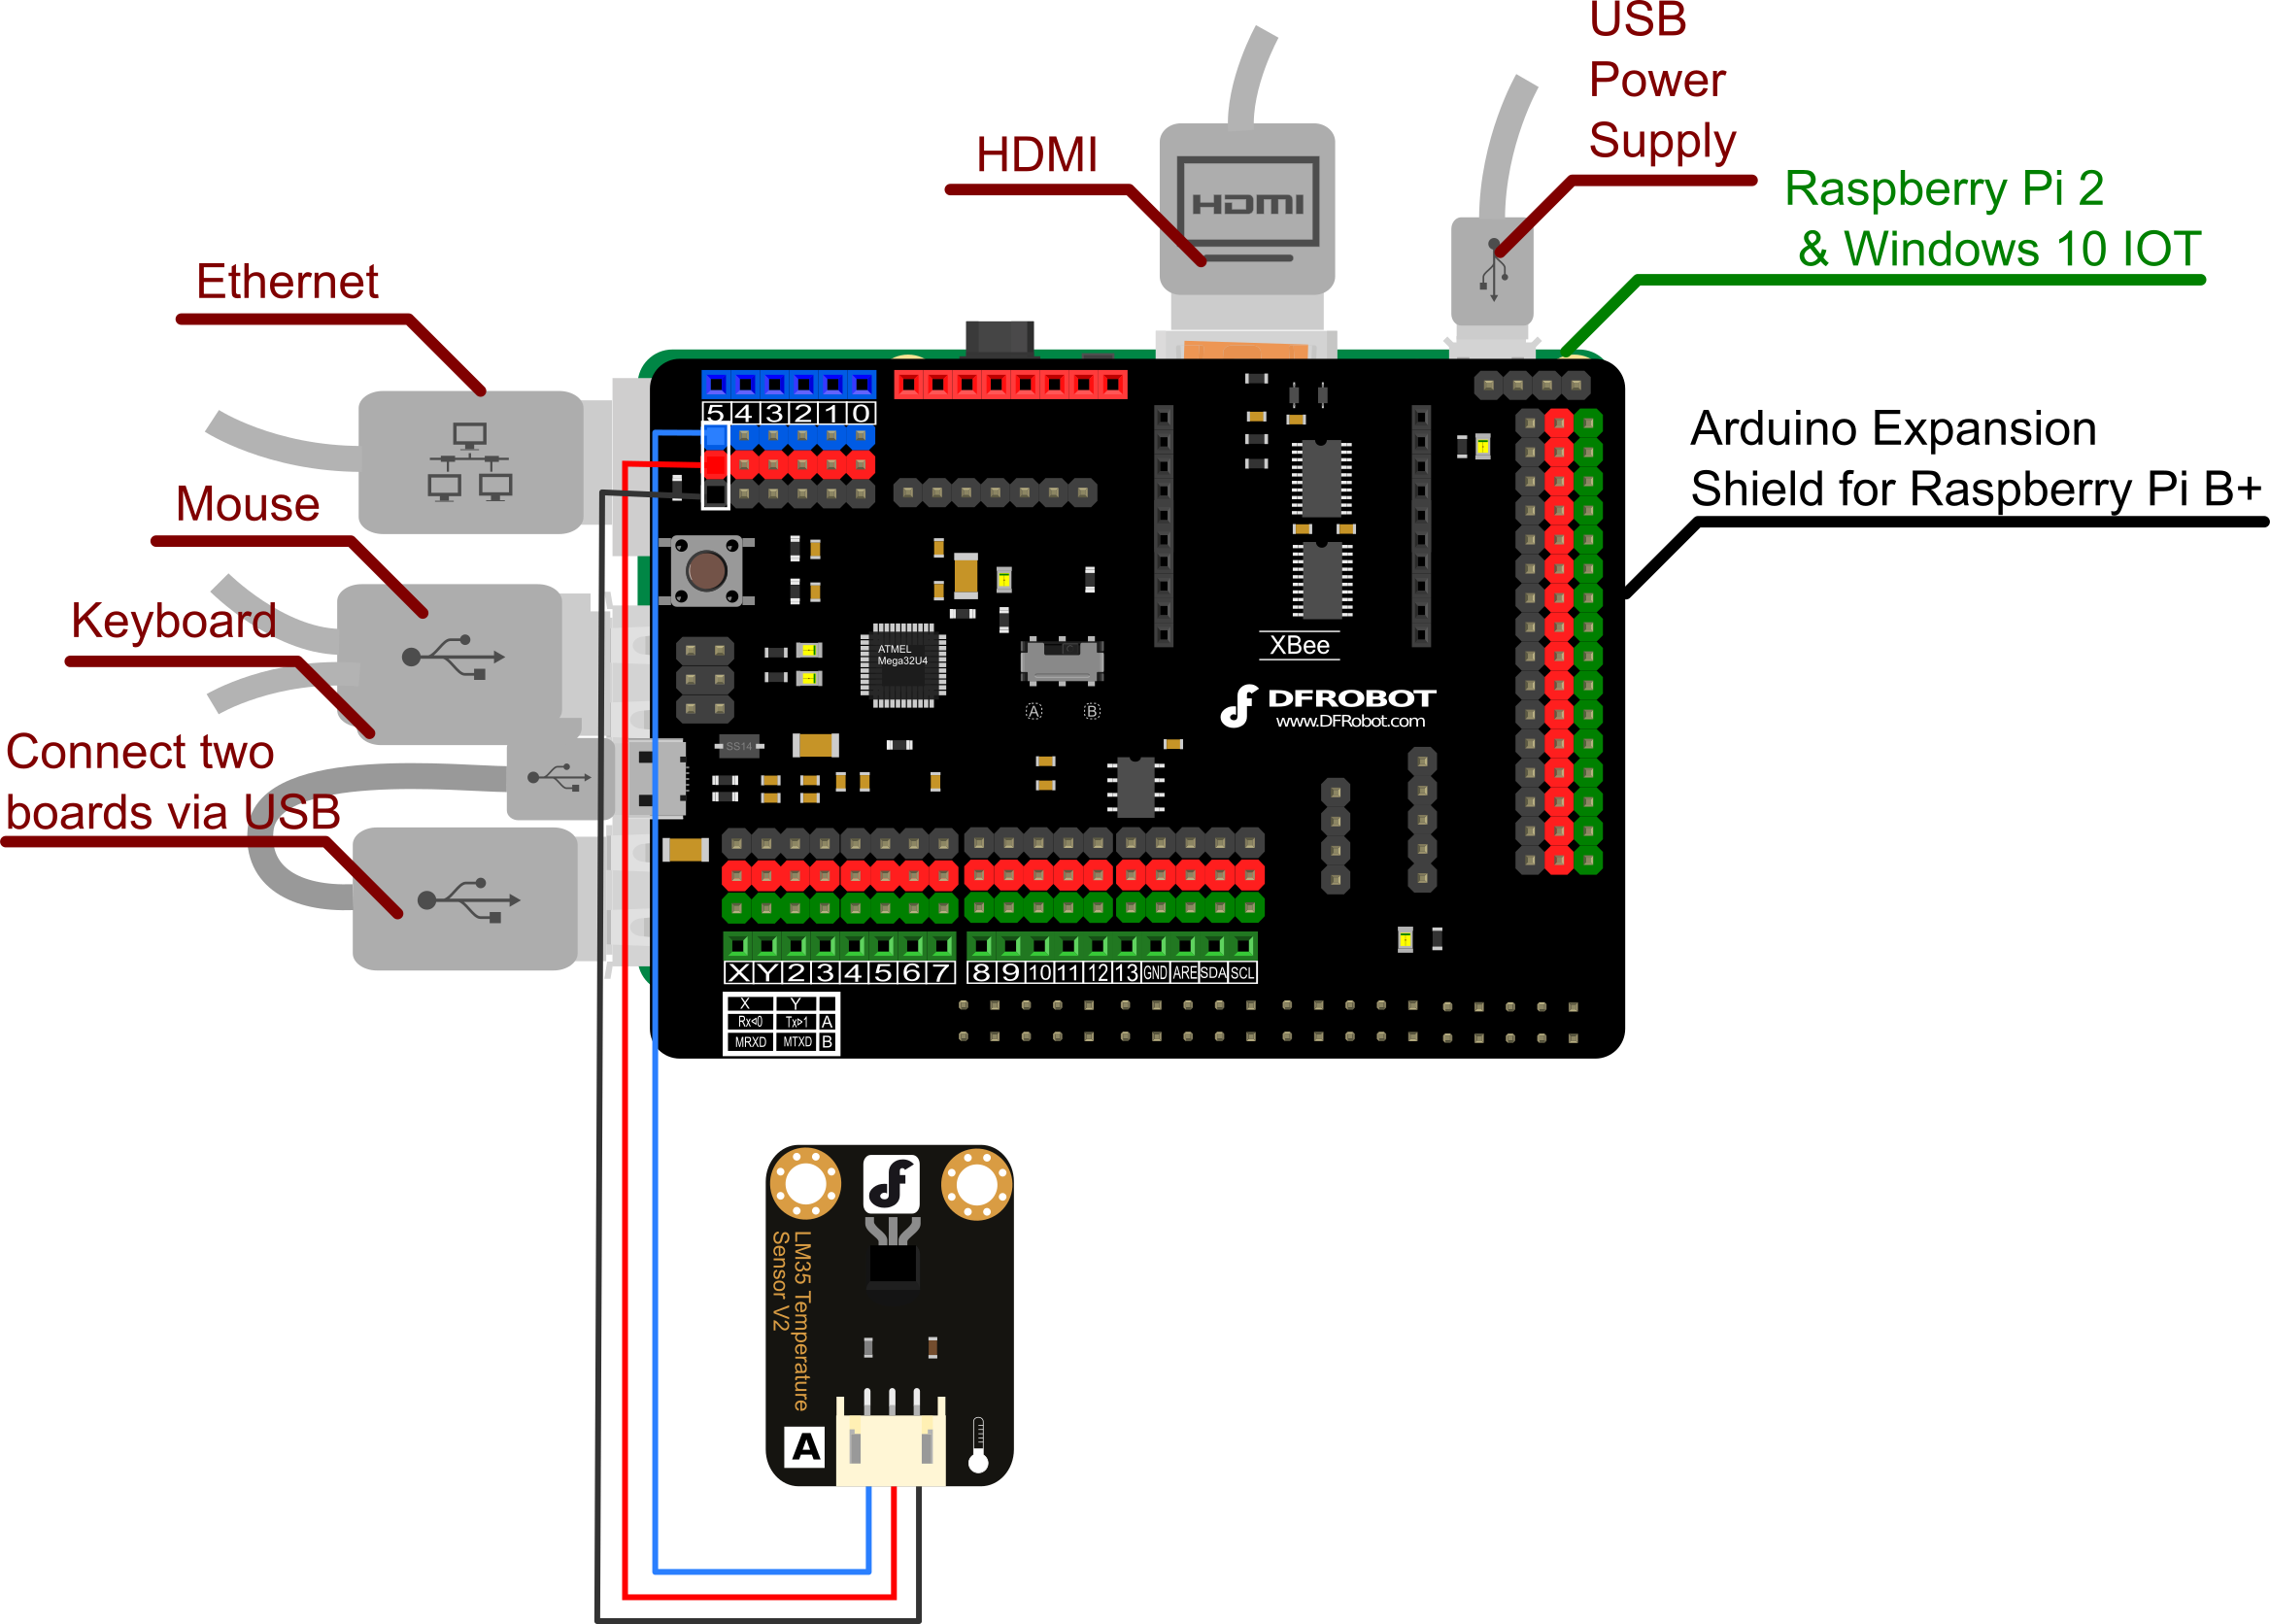 USB
Power
Supply
HDMI
HDMI
Raspberry Pi 2
& Windows 10 IOT
Ethernet
Arduino Expansion
Shield for Raspberry Pi B+
Mouse
Keyboard
Connect two
boards via USB
5 4 3 2 1 0
ATMEL
Mega32U4
XBee
A B
DFROBOT
www.DFRobot.com
SS14
X Y 2 3 4 5 6 7 8 9 10 11 12 13 GND ARE SDA SCL
X Y
Rx<0 Tx>1 A
MRXD MTXD B
LM35 Temperature
Sensor V2
A